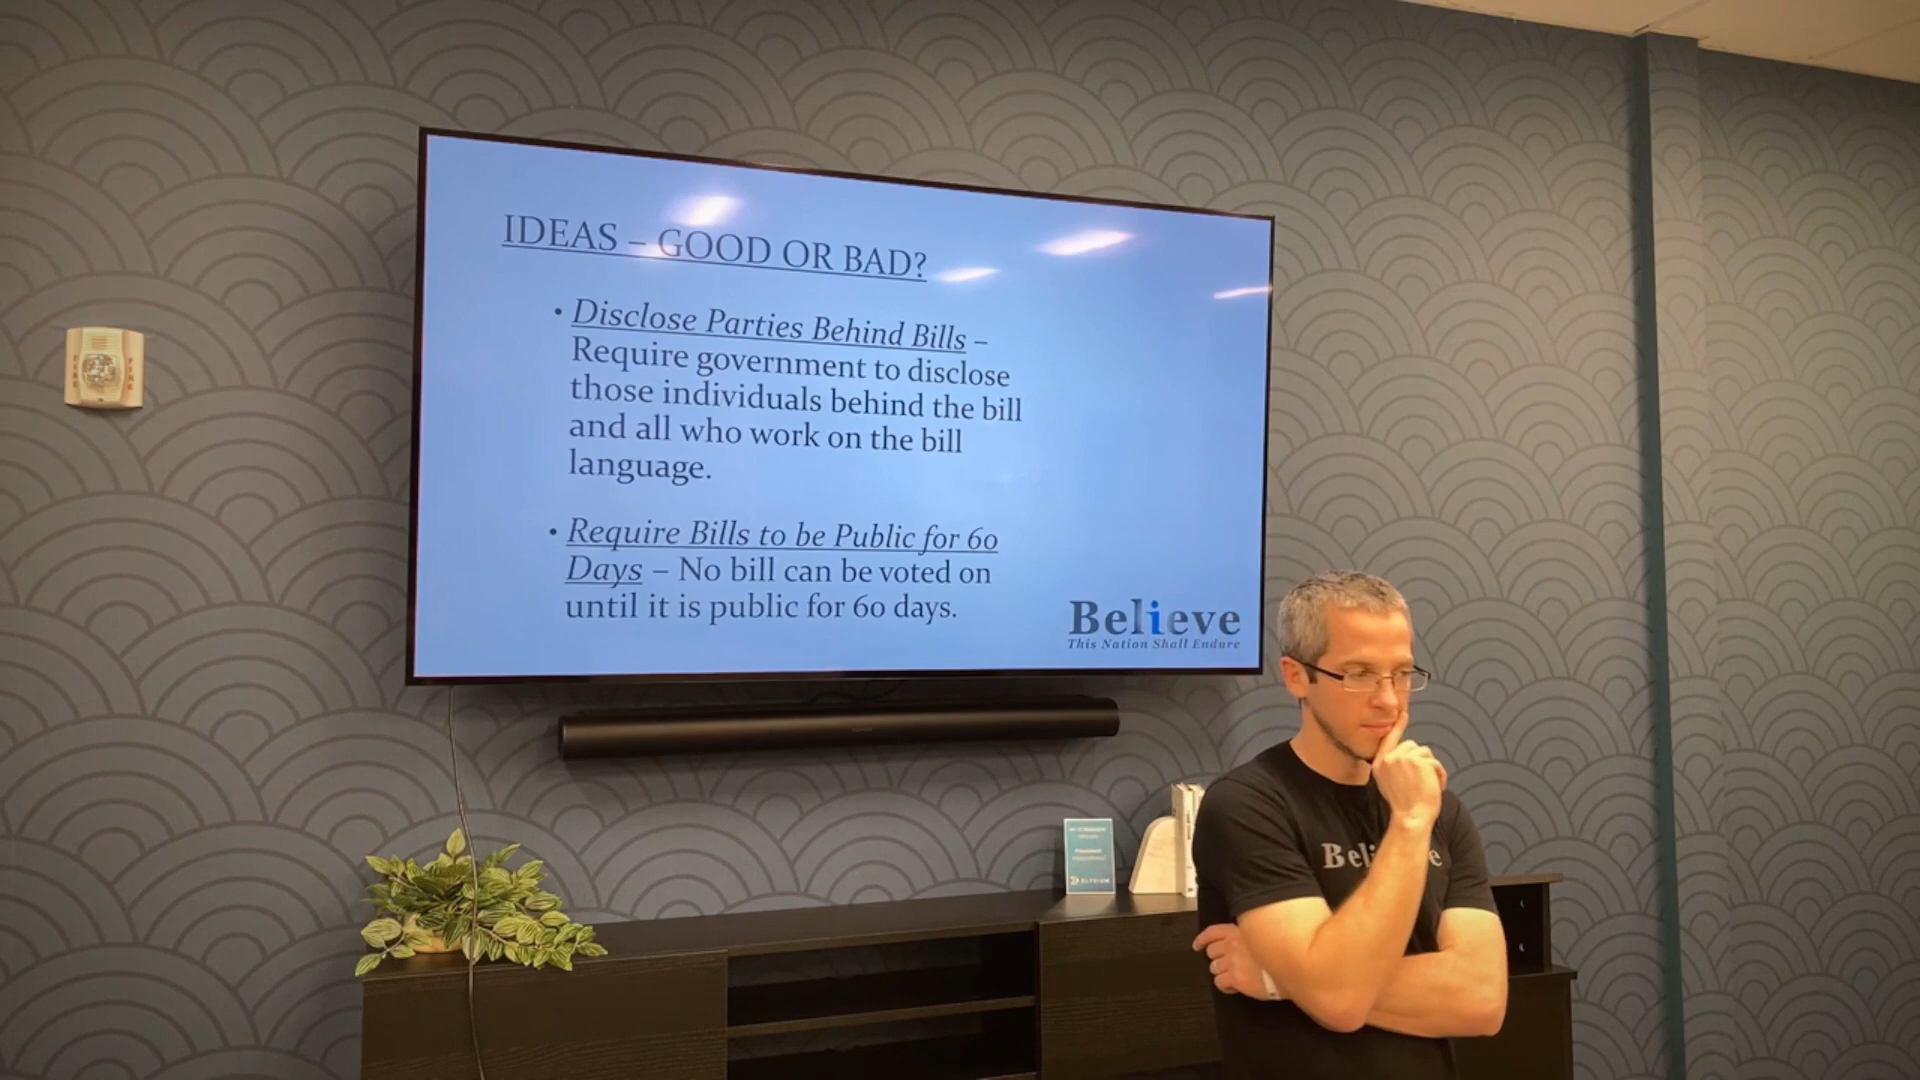 IDEAS – GOOD OR BAD?
• Disclose Parties Behind Bills –
Require government to disclose
those individuals behind the bill
and all who work on the bill
language.
• Require Bills to be Public for 60
Days – No bill can be voted on
until it is public for 60 days.
Believe
This Nation Shall Endure
FIRE
FIRE